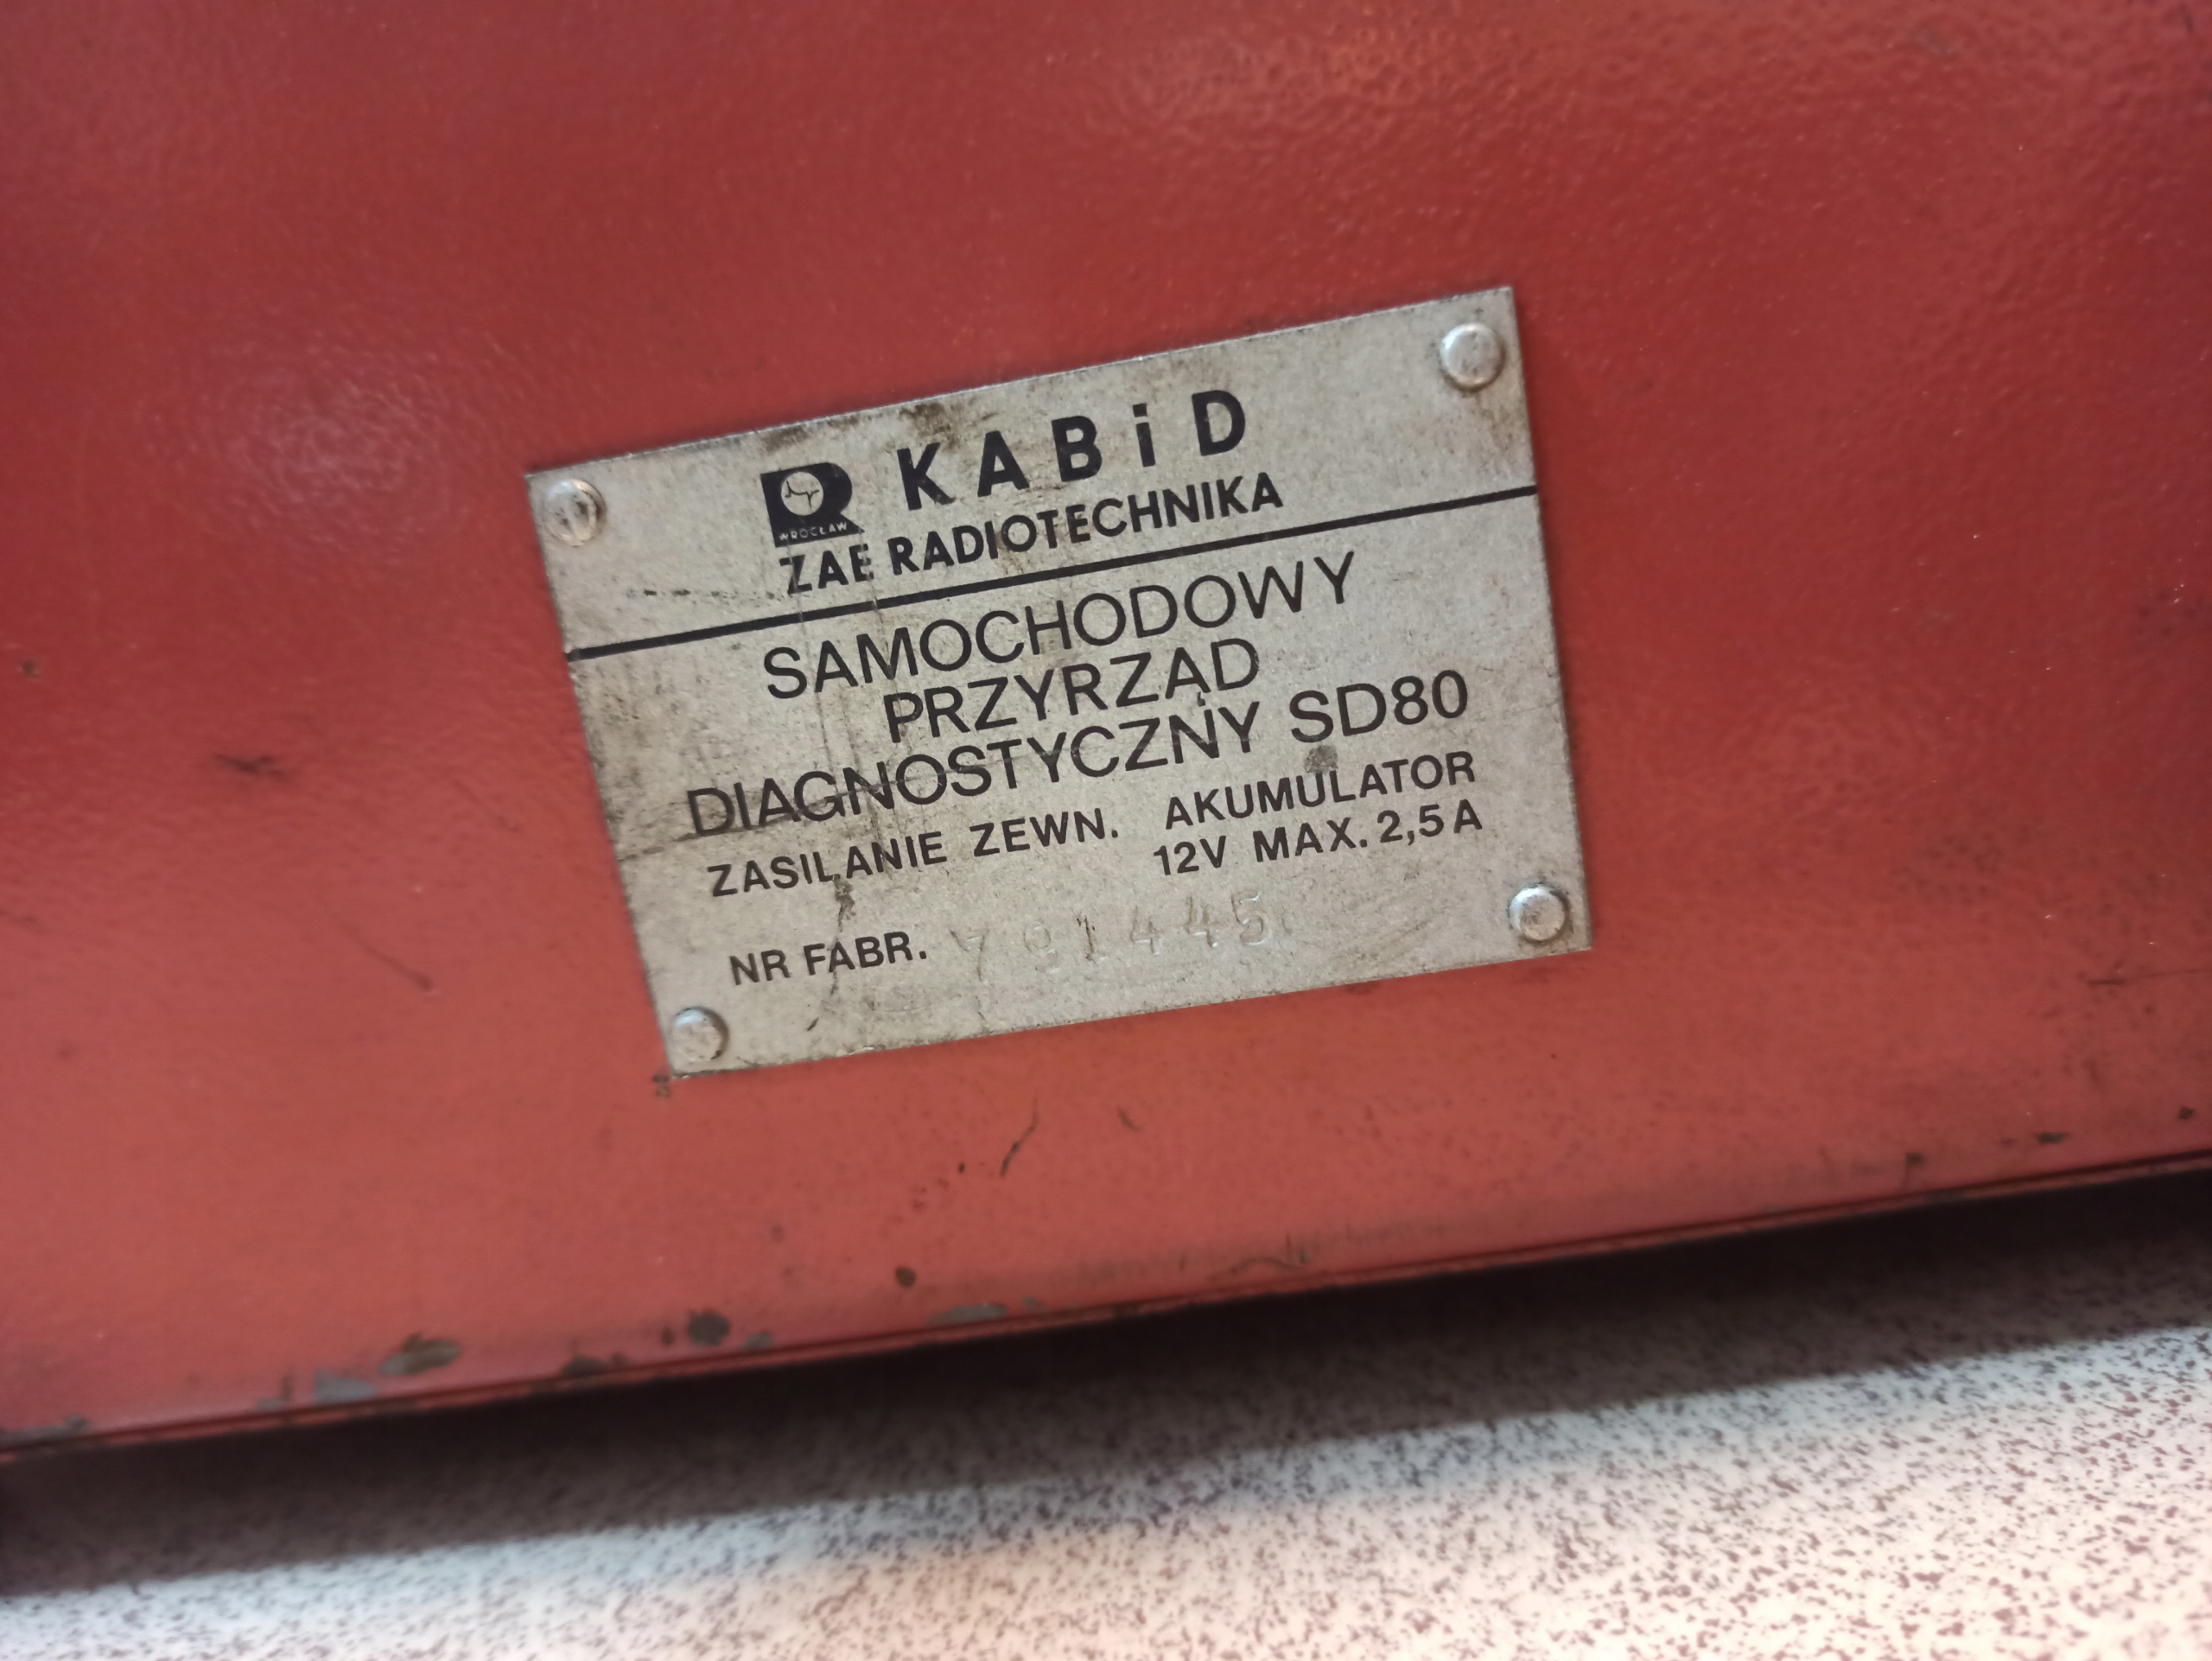 KABiD
WROCŁAW
ZAE RADIOTECHNIKA
SAMOCHODOWY
PRZYRZĄD
DIAGNOSTYCZNY SD80
ZASILANIE ZEWN. AKUMULATOR
12V MAX. 2,5A
NR FABR.